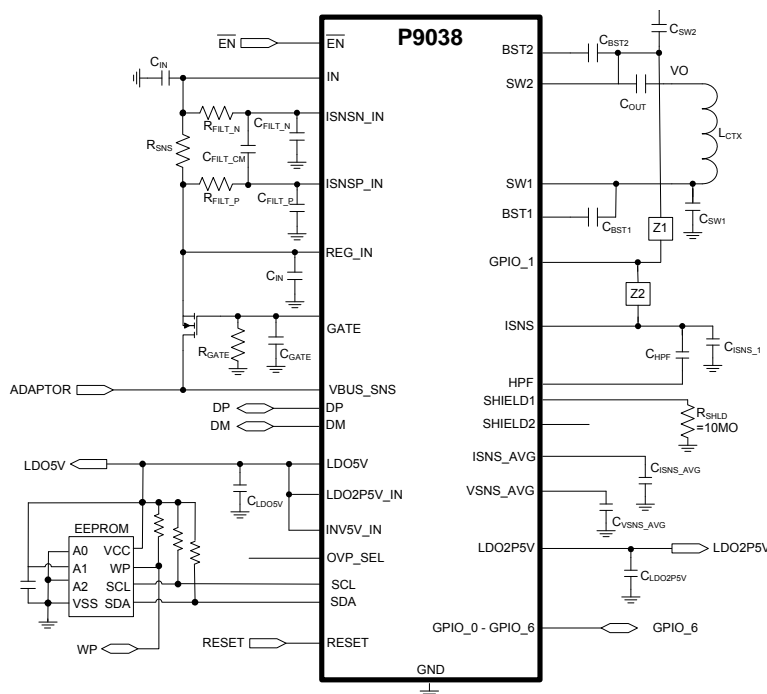 P9038
EN
EN
IN
ISNSN_IN
ISNSP_IN
REG_IN
GATE
VBUS_SNS
DP
DM
LDO5V
LDO2P5V_IN
INV5V_IN
OVP_SEL
SCL
SDA
RESET
GND
BST2
SW2
SW1
BST1
GPIO_1
ISNS
HPF
SHIELD1
SHIELD2
ISNS_AVG
VSNS_AVG
LDO2P5V
GPIO_0 - GPIO_6
CIN
RFILT_N
CFILT_N
RSNS
CFILT_CM
RFILT_P
CFILT_P
CIN
RGATE
CGATE
ADAPTOR
DP
DM
LDO5V
CLDO5V
EEPROM
A0 VCC
A1 WP
A2 SCL
VSS SDA
WP
RESET
CBST2
CSW2
VO
COUT
LCTX
CBST1
CSW1
Z1
Z2
CHPF
CISNS_1
RSHLD
=10MO
CISNS_AVG
CVSNS_AVG
LDO2P5V
CLDO2P5V
GPIO_6